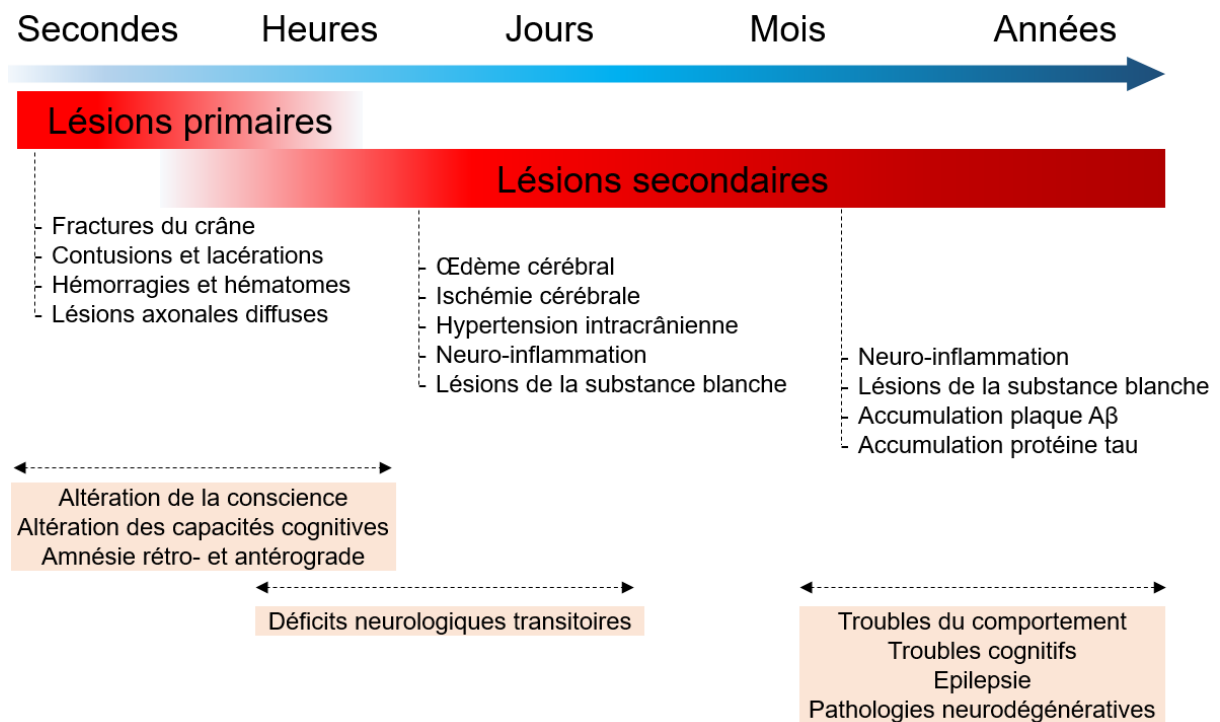 Secondes Heures Jours Mois Années
Lésions primaires
Lésions secondaires
- Fractures du crâne
- Contusions et lacérations
- Hémorragies et hématomes
- Lésions axonales diffuses
- Œdème cérébral
- Ischémie cérébrale
- Hypertension intracrânienne
- Neuro-inflammation
- Lésions de la substance blanche
- Neuro-inflammation
- Lésions de la substance blanche
- Accumulation plaque Aβ
- Accumulation protéine tau
Altération de la conscience
Altération des capacités cognitives
Amnésie rétro- et antérograde
Déficits neurologiques transitoires
Troubles du comportement
Troubles cognitifs
Epilepsie
Pathologies neurodégénératives